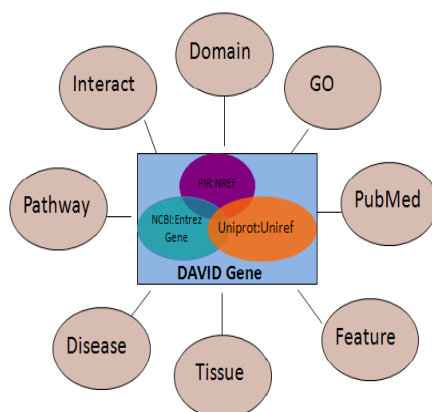 Domain
Interact
GO
PIR:NREF
Pathway
NCBI:Entrez
Gene
Uniprot:Uniref
PubMed
DAVID Gene
Disease
Feature
Tissue